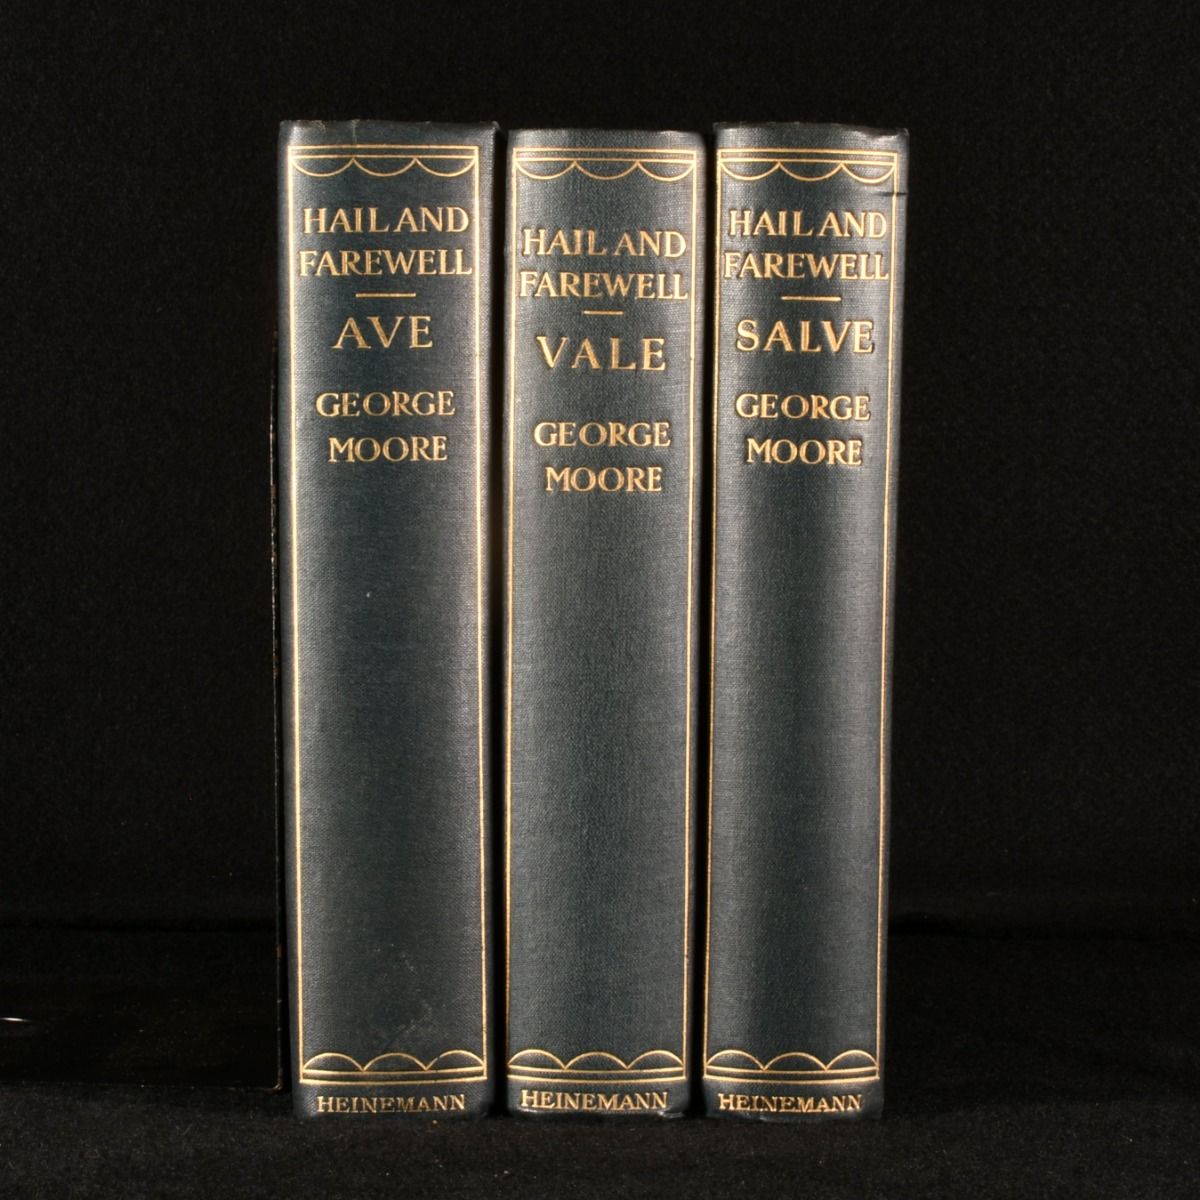 HAIL AND
FAREWELL
AVE
GEORGE
MOORE
HEINEMANN
HAIL AND
FAREWELL
VALE
GEORGE
MOORE
HEINEMANN
HAIL AND
FAREWELL
SALVE
GEORGE
MOORE
HEINEMANN